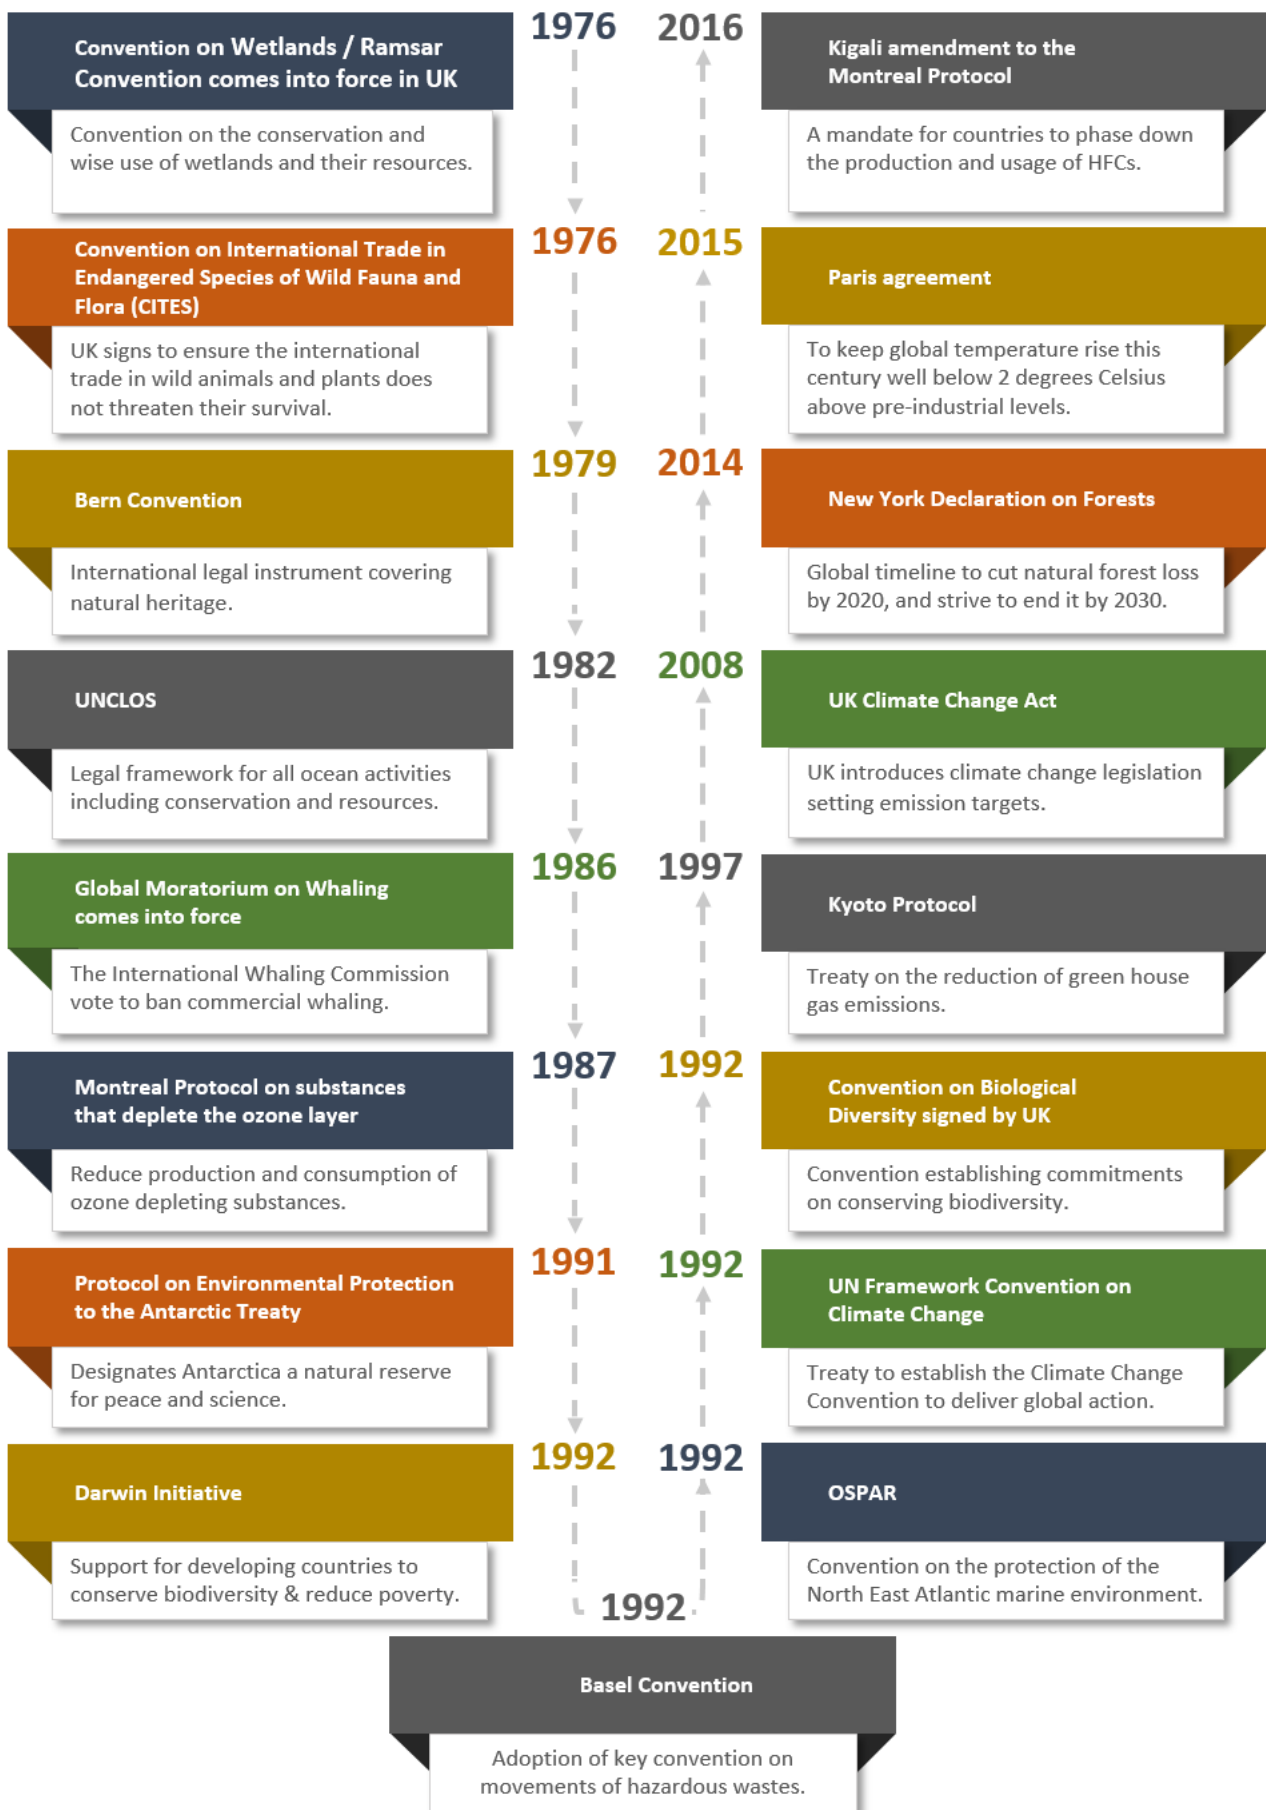 1976
Convention on Wetlands / Ramsar
Convention comes into force in UK
Convention on the conservation and
wise use of wetlands and their resources.
1976
Convention on International Trade in
Endangered Species of Wild Fauna and
Flora (CITES)
UK signs to ensure the international
trade in wild animals and plants does
not threaten their survival.
1979
Bern Convention
International legal instrument covering
natural heritage.
1982
UNCLOS
Legal framework for all ocean activities
including conservation and resources.
1986
Global Moratorium on Whaling
comes into force
The International Whaling Commission
vote to ban commercial whaling.
1987
Montreal Protocol on substances
that deplete the ozone layer
Reduce production and consumption of
ozone depleting substances.
1991
Protocol on Environmental Protection
to the Antarctic Treaty
Designates Antarctica a natural reserve
for peace and science.
1992
Darwin Initiative
Support for developing countries to
conserve biodiversity & reduce poverty.
1992
Basel Convention
Adoption of key convention on
movements of hazardous wastes.
1992
OSPAR
Convention on the protection of the
North East Atlantic marine environment.
1992
UN Framework Convention on
Climate Change
Treaty to establish the Climate Change
Convention to deliver global action.
1992
Convention on Biological
Diversity signed by UK
Convention establishing commitments
on conserving biodiversity.
1997
Kyoto Protocol
Treaty on the reduction of green house
gas emissions.
2008
UK Climate Change Act
UK introduces climate change legislation
setting emission targets.
2014
New York Declaration on Forests
Global timeline to cut natural forest loss
by 2020, and strive to end it by 2030.
2015
Paris agreement
To keep global temperature rise this
century well below 2 degrees Celsius
above pre-industrial levels.
2016
Kigali amendment to the
Montreal Protocol
A mandate for countries to phase down
the production and usage of HFCs.